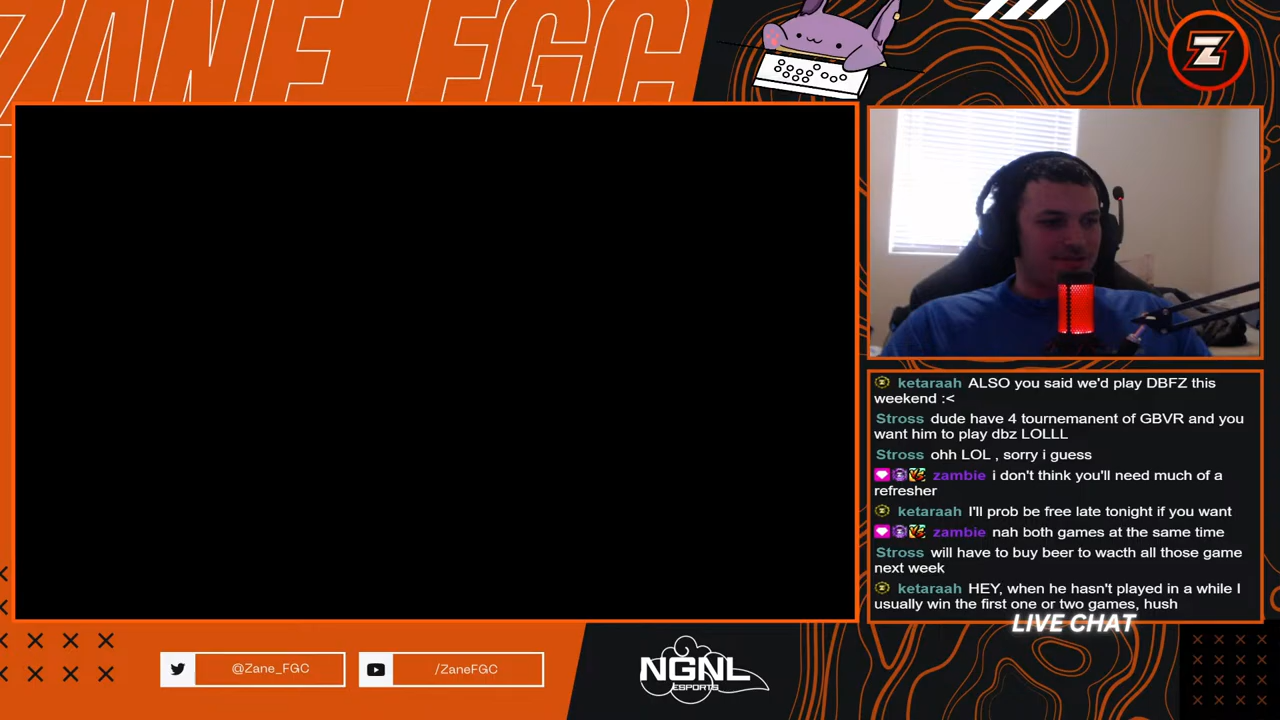 ZANE FGC
Z
ketaraah ALSO you said we'd play DBFZ this
weekend :<
Stross dude have 4 tournemanent of GBVR and you
want him to play dbz LOLLL
Stross ohh LOL , sorry i guess
zambie i don't think you'll need much of a
refresher
ketaraah I'll prob be free late tonight if you want
zambie nah both games at the same time
Stross will have to buy beer to wacth all those game
next week
ketaraah HEY, when he hasn't played in a while I
usually win the first one or two games, hush
LIVE CHAT
@Zane_FGC
/ZaneFGC
NGNL
ESPORTS